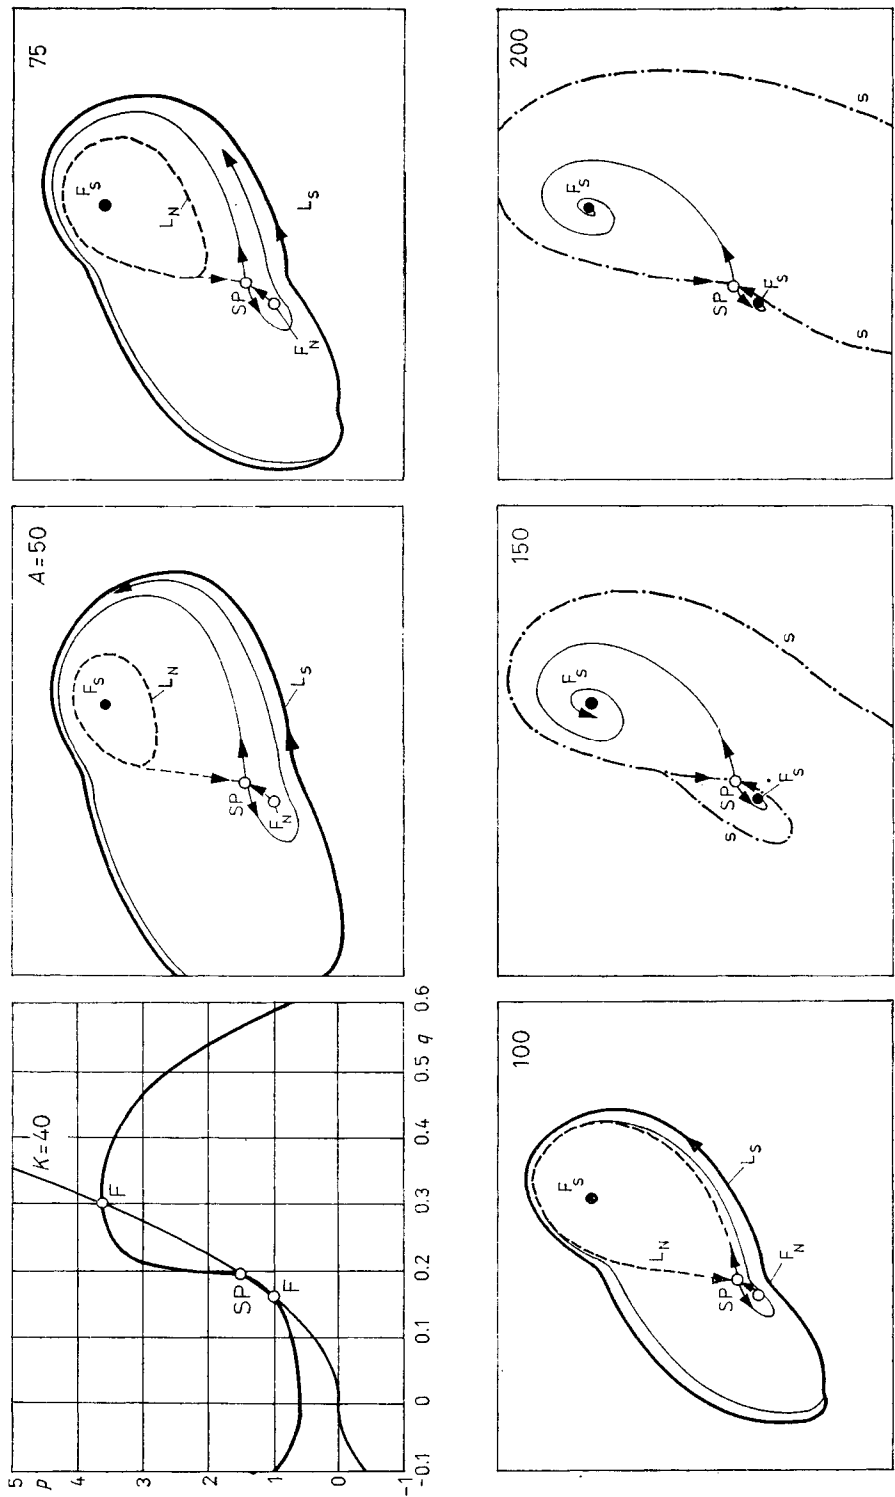 5
p
4
3
2
1
0
-1
-0.1
0
0.1
0.2
0.3
0.4
0.5
q
0.6
K=40
F
SP
F
A=50
F_S
L_N
SP
F_N
L_S
75
F_S
L_N
SP
F_N
L_S
100
F_S
L_N
SP
F_N
L_S
150
F_S
SP
F_S
s
s
200
F_S
SP
F_S
s
s